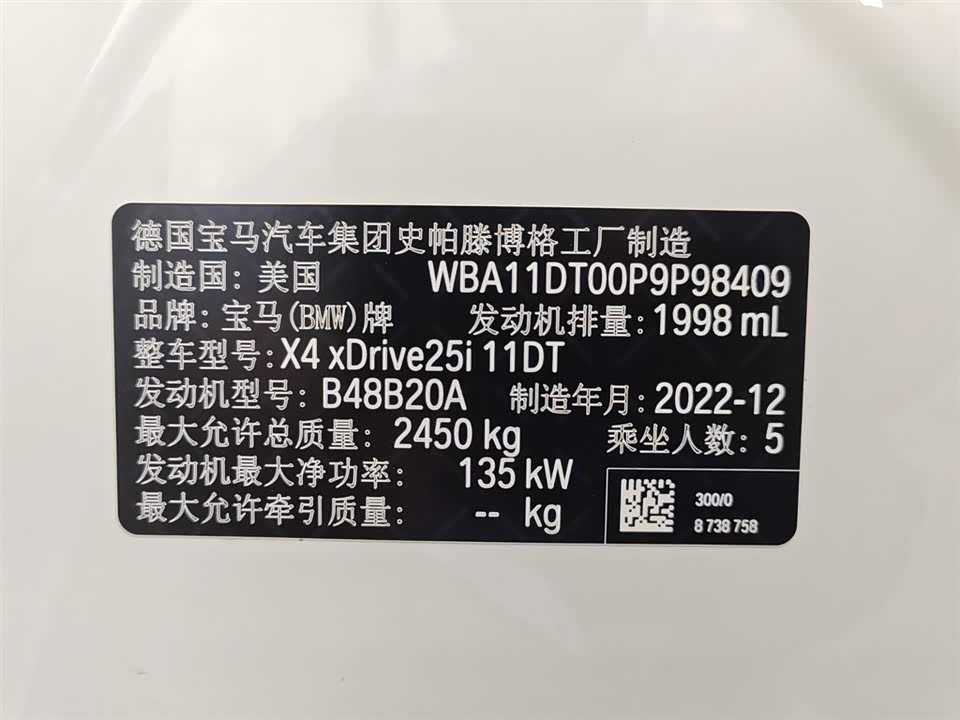 德国宝马汽车集团史帕滕博格工厂制造
制造国: 美国 WBA11DT00P9P98409
品牌: 宝马(BMW)牌 发动机排量: 1998 mL
整车型号: X4 xDrive25i 11DT
发动机型号: B48B20A 制造年月: 2022-12
最大允许总质量: 2450 kg 乘坐人数: 5
发动机最大净功率: 135 kW
最大允许牵引质量: -- kg
300/0
8 738 758